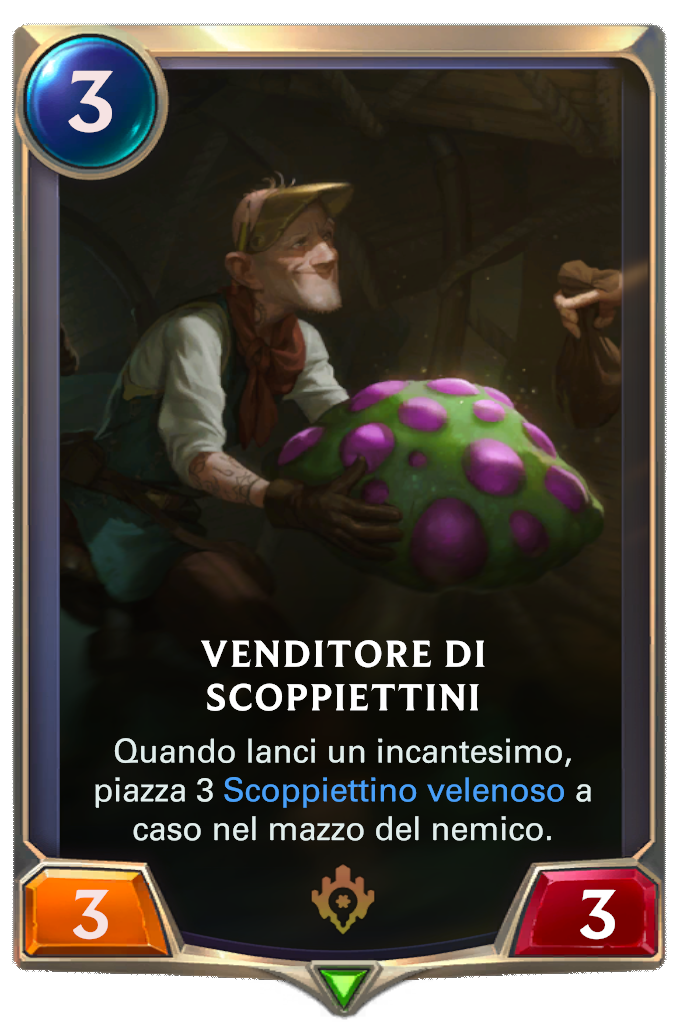 3
VENDITORE DI
SCOPPIETTINI
Quando lanci un incantesimo,
piazza 3 Scoppiettino velenoso a
caso nel mazzo del nemico.
3
3